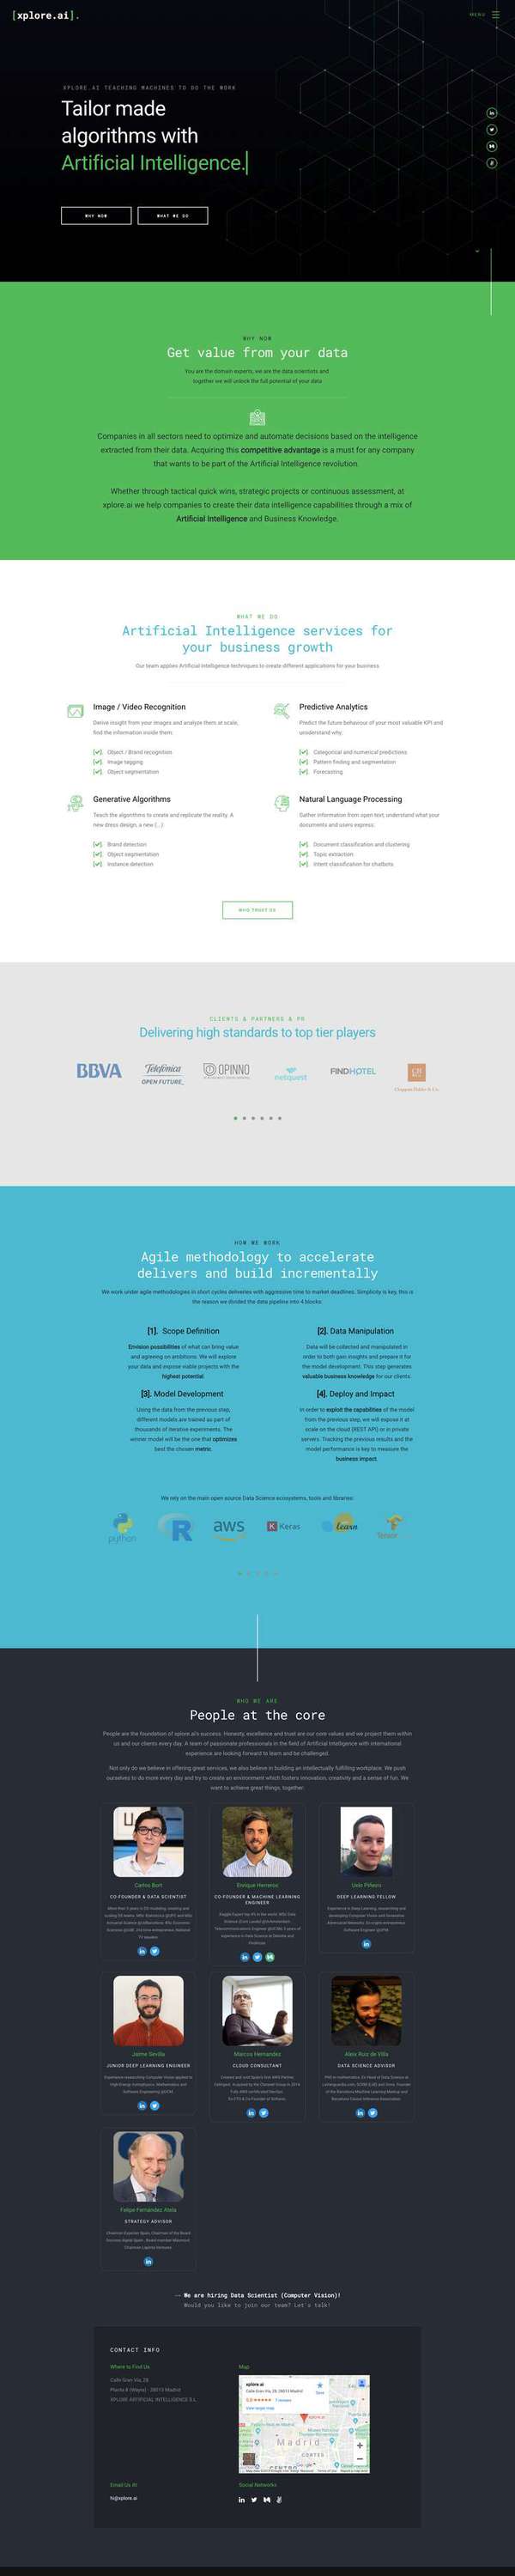 [xplore.ai].
MENU
XPLORE.AI TEACHING MACHINES TO DO THE WORK
Tailor made
algorithms with
Artificial Intelligence.
WHY NOW
WHAT WE DO
WHY NOW
Get value from your data
You are the domain experts, we are the data scientists and
together we will unlock the full potential of your data
Companies in all sectors need to optimize and automate decisions based on the intelligence
extracted from their data. Acquiring this competitive advantage is a must for any company
that wants to be part of the Artificial Intelligence revolution.
Whether through tactical quick wins, strategic projects or continuous assessment, at
xplore.ai we help companies to create their data intelligence capabilities through a mix of
Artificial Intelligence and Business Knowledge.
WHAT WE DO
Artificial Intelligence services for
your business growth
Our team applies Artificial Intelligence techniques to create different applications for your business
Image / Video Recognition
Derive insight from your images and analyze them at scale,
find the information inside them.
Object / Brand recognition
Image tagging
Object segmentation
Predictive Analytics
Predict the future behaviour of your most valuable KPI and
understand why.
Categorical and numerical predictions
Pattern finding and segmentation
Forecasting
Generative Algorithms
Teach the algorithms to create and replicate the reality. A
new dress design, a new (...)
Brand detection
Object segmentation
Instance detection
Natural Language Processing
Gather information from open text, understand what your
documents and users express.
Document classification and clustering
Topic extraction
Intent classification for chatbots
WHO TRUST US
CLIENTS & PARTNERS & PR
Delivering high standards to top tier players
BBVA
Telefónica
OPEN FUTURE_
OPINNO
netquest
FINDHOTEL
HOW WE WORK
Agile methodology to accelerate
delivers and build incrementally
We work under agile methodologies in short cycles deliveries with aggressive time to market deadlines. Simplicity is key, this is
the reason we divided the data pipeline into 4 blocks:
[1]. Scope Definition
Envision possibilities of what can bring value
and agreeing on ambitions. We will explore
your data and expose viable projects with the
highest potential.
[2]. Data Manipulation
Data will be collected and manipulated in
order to both gain insights and prepare it for
the model development. This step generates
valuable business knowledge for our clients.
[3]. Model Development
Using the data from the previous step,
different models are trained as part of
thousands of iterative experiments. The
winner model will be the one that optimizes
best the chosen metric.
[4]. Deploy and Impact
In order to exploit the capabilities of the model
from the previous step, we will expose it at
scale on the cloud (REST API) or in private
servers. Tracking the previous results and the
model performance is key to measure the
business impact.
We rely on the main open source Data Science ecosystems, tools and libraries:
python
R
aws
K Keras
learn
Tensor
WHO WE ARE
People at the core
People are the foundation of xplore.ai's success. Honesty, excellence and trust are our core values and we project them within
us and our clients every day. A team of passionate professionals in the field of Artificial Intelligence with international
experience are looking forward to learn and be challenged.
Not only do we believe in offering great services, we also believe in building an intellectually fulfilling workplace. We push
ourselves to do more every day and try to create an environment which fosters innovation, creativity and a sense of fun. We
want to achieve great things, together.
CO-FOUNDER & DATA SCIENTIST
Enrique Herreros
CO-FOUNDER & MACHINE LEARNING
ENGINEER
DEEP LEARNING FELLOW
Jaime Sevilla
JUNIOR DEEP LEARNING ENGINEER
Marcos Hernandez
CLOUD CONSULTANT
Aleix Ruiz de Villa
DATA SCIENCE ADVISOR
STRATEGY ADVISOR
We are hiring Data Scientist (Computer Vision)!
Would you like to join our team? Let's talk!
CONTACT INFO
Where to Find Us
Calle Gran Vía, 28
XPLORE ARTIFICIAL INTELLIGENCE S.L.
Map
xplore ai
Calle Gran Vía, 28, 28013 Madrid
View larger map
Madrid
CORTES
Email Us At
hi@xplore.ai
Social Networks